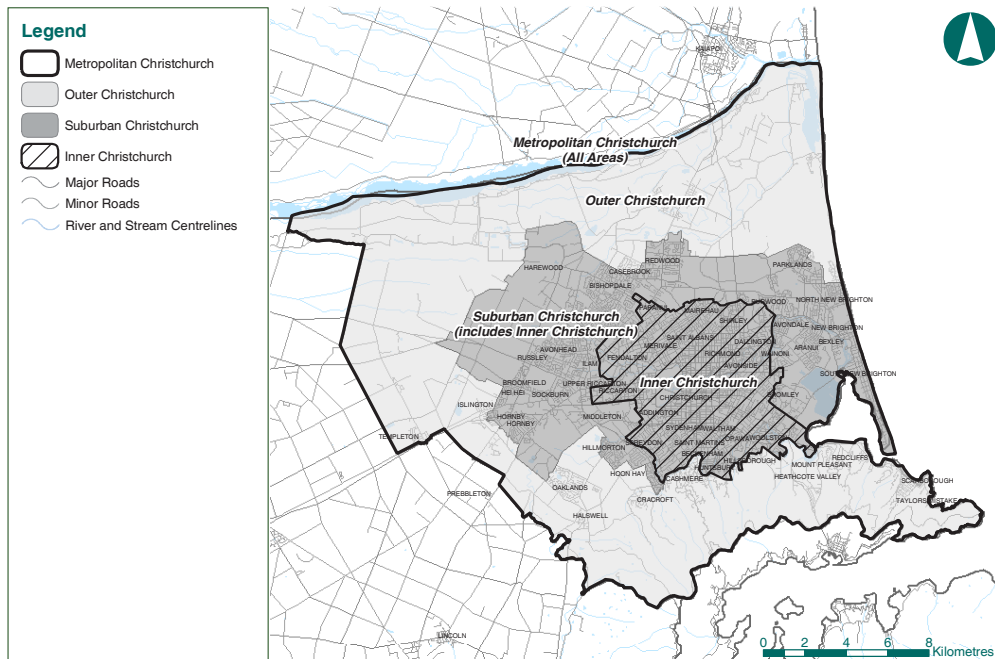 Legend
Metropolitan Christchurch
Outer Christchurch
Suburban Christchurch
Inner Christchurch
Major Roads
Minor Roads
River and Stream Centrelines
KAIAPOI
Metropolitan Christchurch
(All Areas)
Outer Christchurch
HAREWOOD
CASEBROOK
REDWOOD
PARKLANDS
BISHOPDALE
PAPANUI
MAIREHAU
BURWOOD
NORTH NEW BRIGHTON
Suburban Christchurch
(includes Inner Christchurch)
SHIRLEY
AVONDALE
NEW BRIGHTON
SAINT ALBANS
MERIVALE
DALLINGTON
BEXLEY
AVONHEAD
RUSSLEY
ILAM
FENDALTON
RICHMOND
WAINONI
ARANUI
AVONSIDE
SOUTH NEW BRIGHTON
BROOMFIELD
HEI HEI
SOCKBURN
UPPER RICCARTON
RICCARTON
Inner Christchurch
CHRISTCHURCH
BROMLEY
ISLINGTON
HORNBY
HORNBY
MIDDLETON
ADDINGTON
SYDENHAM
WALTHAM
TEMPLETON
HILLMORTON
SPREYDON
SAINT MARTINS
OPAWA
WOOLSTON
BECKENHAM
HILLSBOROUGH
HUNTSBURY
MOUNT PLEASANT
REDCLIFFS
HOON HAY
CASHMERE
HEATHCOTE VALLEY
SCARBOROUGH
PREBBLETON
OAKLANDS
CRACROFT
TAYLORS MISTAKE
HALSWELL
LINCOLN
0 2 4 6 8
Kilometres